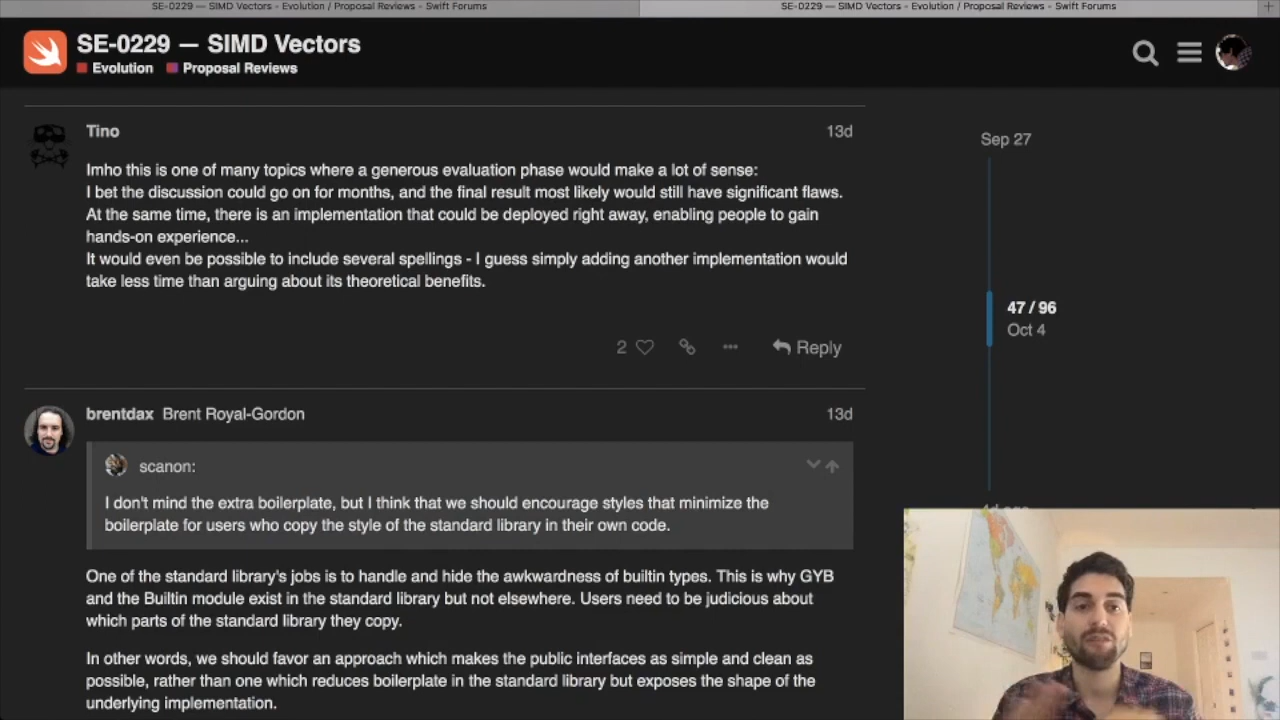 SE-0229 — SIMD Vectors - Evolution / Proposal Reviews - Swift Forums
SE-0229 — SIMD Vectors - Evolution / Proposal Reviews - Swift Forums
SE-0229 — SIMD Vectors
Evolution Proposal Reviews
Tino 13d
Imho this is one of many topics where a generous evaluation phase would make a lot of sense:
I bet the discussion could go on for months, and the final result most likely would still have significant flaws.
At the same time, there is an implementation that could be deployed right away, enabling people to gain
hands-on experience...
It would even be possible to include several spellings - I guess simply adding another implementation would
take less time than arguing about its theoretical benefits.
2 Reply
Sep 27
47 / 96
Oct 4
brentdax Brent Royal-Gordon 13d
scanon:
I don't mind the extra boilerplate, but I think that we should encourage styles that minimize the
boilerplate for users who copy the style of the standard library in their own code.
One of the standard library's jobs is to handle and hide the awkwardness of builtin types. This is why GYB
and the Builtin module exist in the standard library but not elsewhere. Users need to be judicious about
which parts of the standard library they copy.
In other words, we should favor an approach which makes the public interfaces as simple and clean as
possible, rather than one which reduces boilerplate in the standard library but exposes the shape of the
underlying implementation.